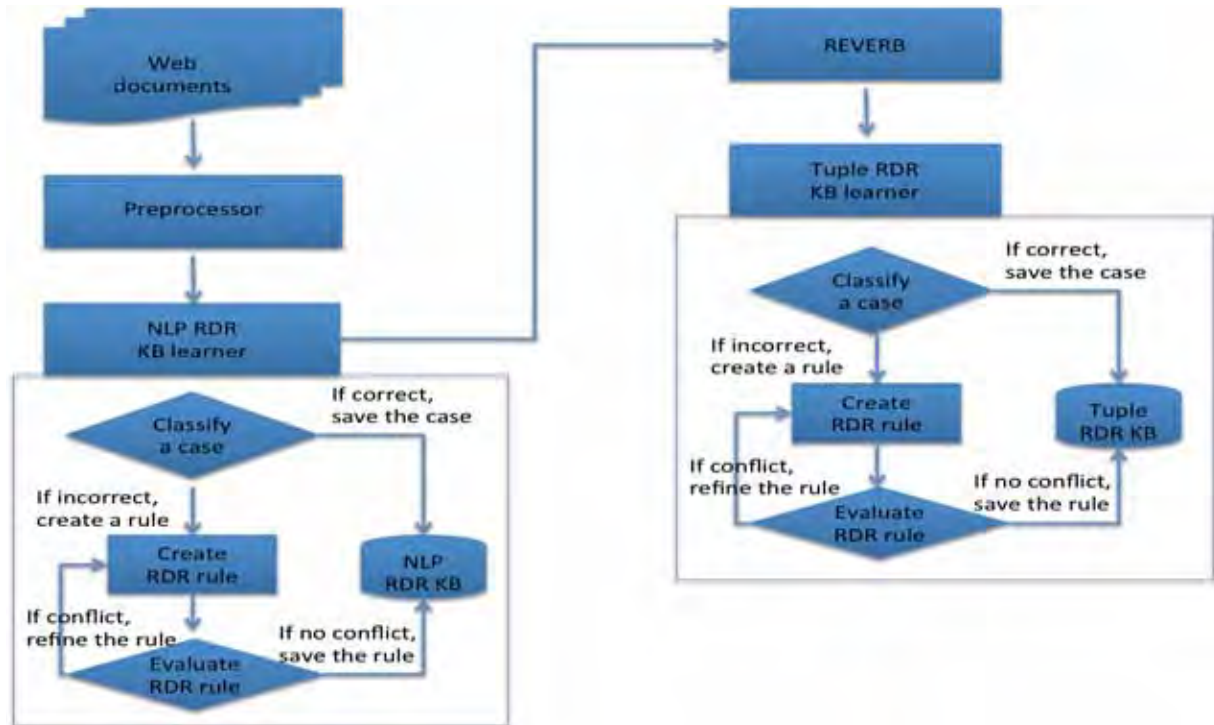 Web
documents
Preprocessor
NLP RDR
KB learner
Classify
a case
If correct,
save the case
If incorrect,
create a rule
Create
RDR rule
NLP
RDR KB
If conflict,
refine the rule
If no conflict,
save the rule
Evaluate
RDR rule
REVERB
Tuple RDR
KB learner
Classify
a case
If correct,
save the case
If incorrect,
create a rule
Create
RDR rule
Tuple
RDR KB
If conflict,
refine the rule
If no conflict,
save the rule
Evaluate
RDR rule